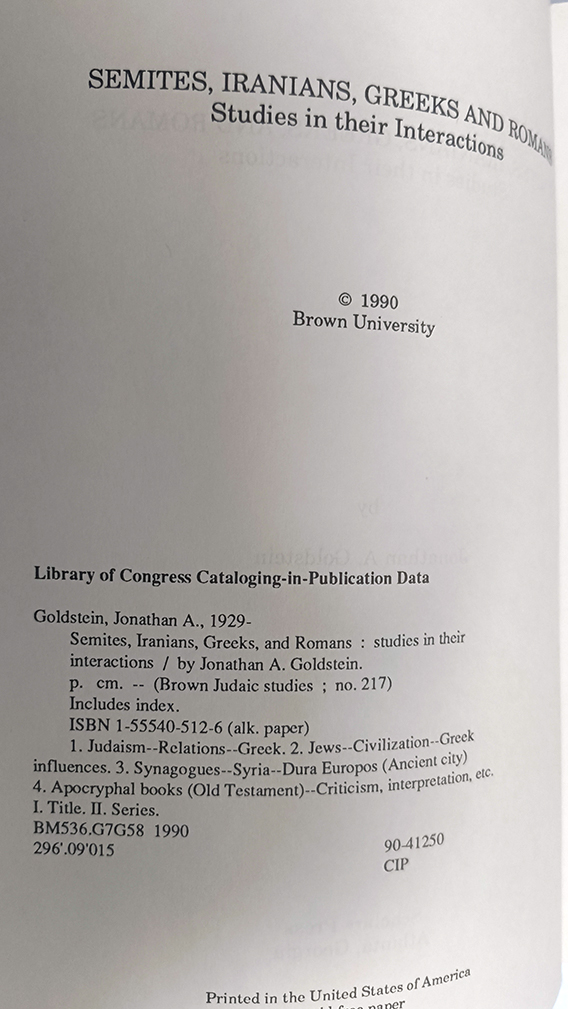 SEMITES, IRANIANS, GREEKS AND ROMANS
Studies in their Interactions
© 1990
Brown University
Library of Congress Cataloging-in-Publication Data
Goldstein, Jonathan A., 1929-
Semites, Iranians, Greeks, and Romans : studies in their
interactions / by Jonathan A. Goldstein.
p. cm. -- (Brown Judaic studies ; no. 217)
Includes index.
ISBN 1-55540-512-6 (alk. paper)
1. Judaism--Relations--Greek. 2. Jews--Civilization--Greek
influences. 3. Synagogues--Syria--Dura Europos (Ancient city)
4. Apocryphal books (Old Testament)--Criticism, interpretation, etc.
I. Title. II. Series.
BM536.G7G58 1990
296'.09'015
90-41250
CIP
Printed in the United States of America
paper